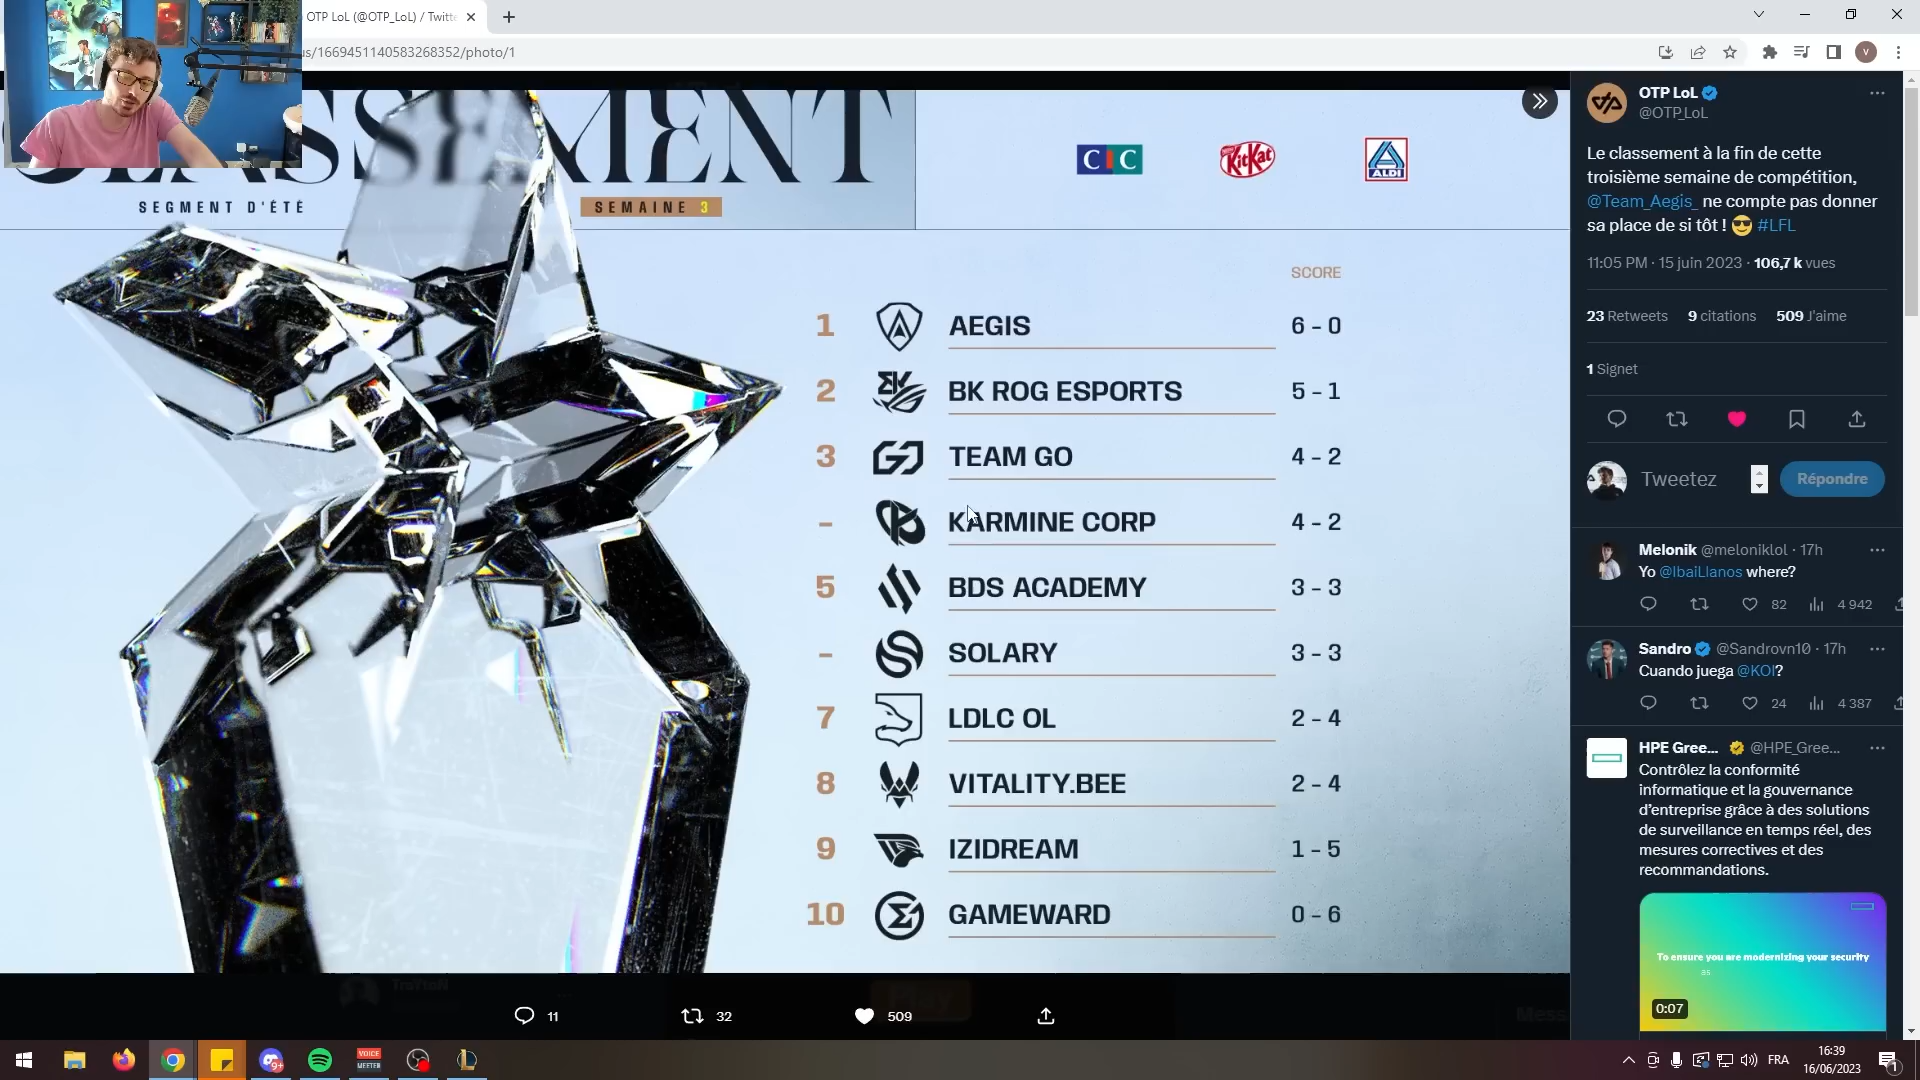 OTP LoL (@OTP_LoL) / Twitte
us/1669451140583268352/photo/1
V
SEGMENT D'ÉTÉ
SEMAINE 3
CIC
KitKat
ALDI
SCORE
1 AEGIS 6 - 0
2 BK ROG ESPORTS 5 - 1
3 TEAM GO 4 - 2
- KARMINE CORP 4 - 2
5 BDS ACADEMY 3 - 3
- SOLARY 3 - 3
7 LDLC OL 2 - 4
8 VITALITY.BEE 2 - 4
9 IZIDREAM 1 - 5
10 GAMEWARD 0 - 6
11
32
509
OTP LoL
@OTP_LoL
Le classement à la fin de cette
troisième semaine de compétition,
@Team_Aegis_ ne compte pas donner
sa place de si tôt ! 😎 #LFL
11:05 PM · 15 juin 2023 · 106,7 k vues
23 Retweets 9 citations 509 J'aime
1 Signet
Tweetez
Répondre
Melonik @meloniklol · 17h
Yo @IbaiLlanos where?
82 4 942
Sandro @Sandrovn10 · 17h
Cuando juega @KOI?
24 4 387
HPE Gree... @HPE_Gree...
Contrôlez la conformité
informatique et la gouvernance
d'entreprise grâce à des solutions
de surveillance en temps réel, des
mesures correctives et des
recommandations.
To ensure you are modernizing your security
as
0:07
9+
VOICE
MEETER
FRA
16:39
16/06/2023
1